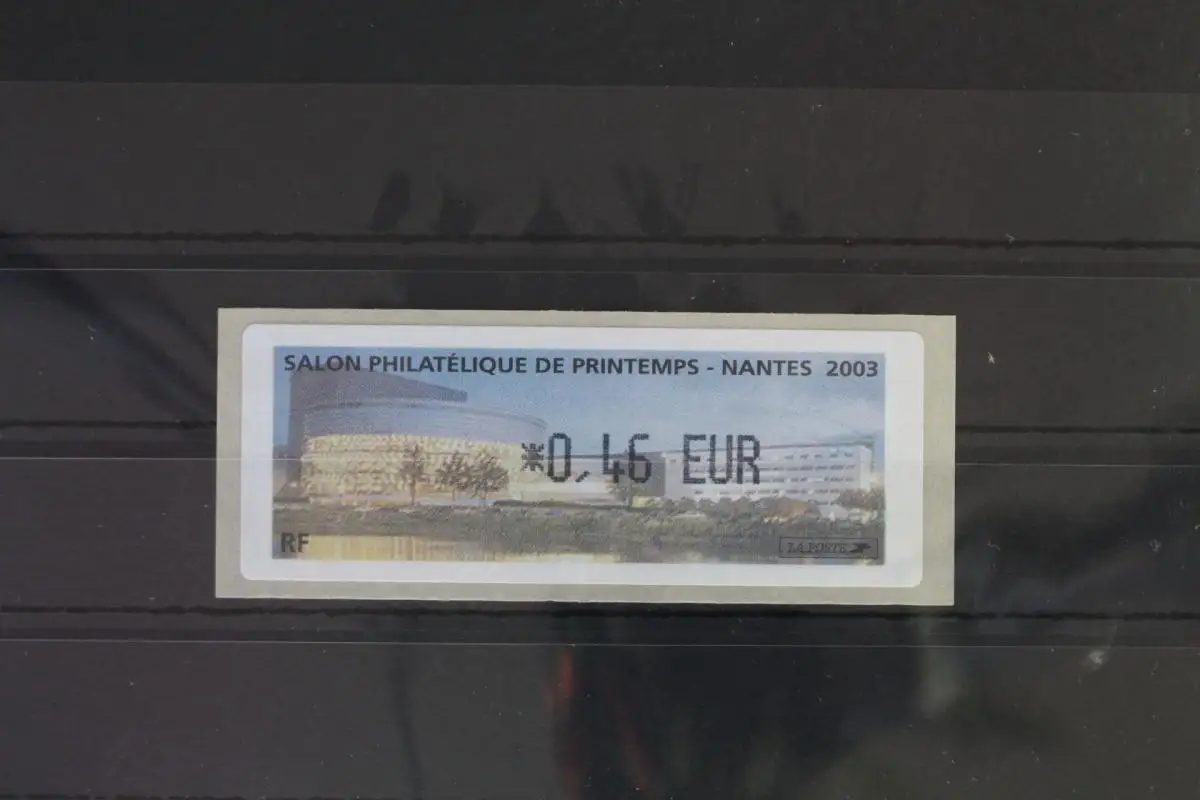 SALON PHILATÉLIQUE DE PRINTEMPS - NANTES 2003
*0,46 EUR
RF
LA POSTE